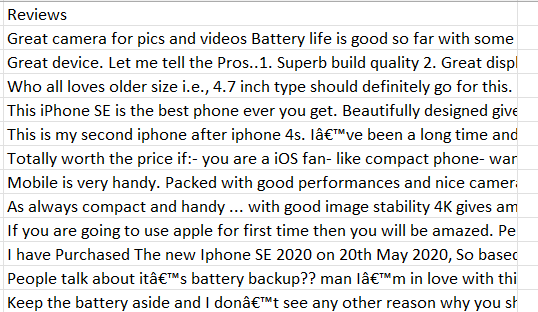 Reviews
Great camera for pics and videos Battery life is good so far with some
Great device. Let me tell the Pros..1. Superb build quality 2. Great displ
Who all loves older size i.e., 4.7 inch type should definitely go for this.
This iPhone SE is the best phone ever you get. Beautifully designed give
This is my second iphone after iphone 4s. Iâ€™ve been a long time and
Totally worth the price if:- you are a iOS fan- like compact phone- wan
Mobile is very handy. Packed with good performances and nice camera
As always compact and handy ... with good image stability 4K gives am
If you are going to use apple for first time then you will be amazed. Pe
I have Purchased The new Iphone SE 2020 on 20th May 2020, So based
People talk about itâ€™s battery backup?? man Iâ€™m in love with thi
Keep the battery aside and I donâ€™t see any other reason why you sh